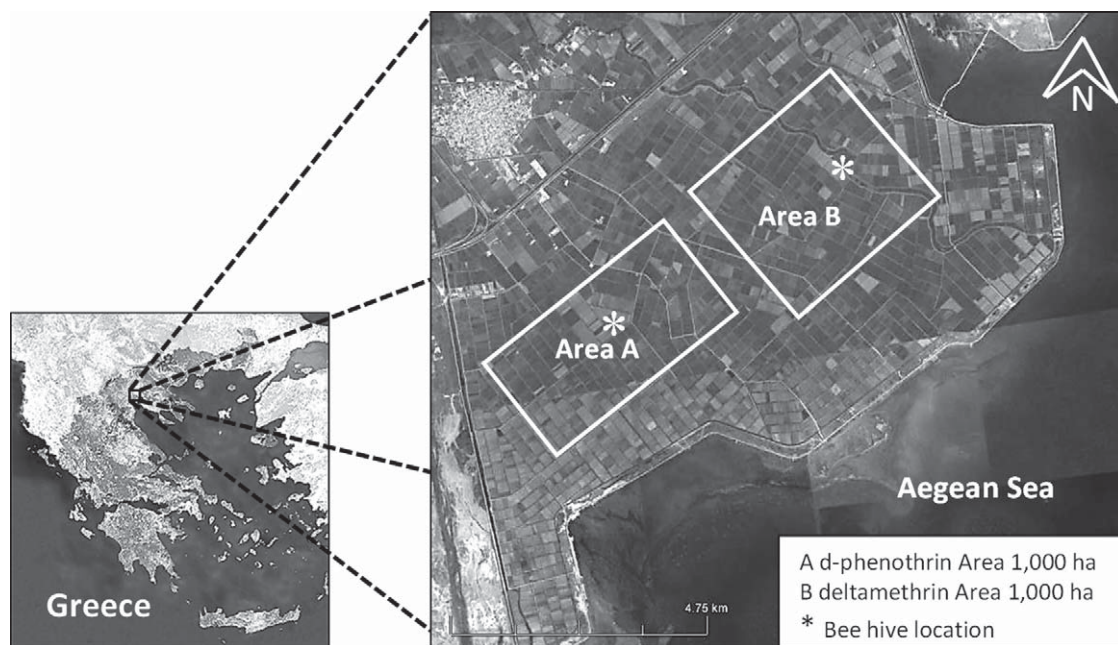 N
Area B
Area A
Aegean Sea
Greece
4.75 km
A d-phenothrin Area 1,000 ha
B deltamethrin Area 1,000 ha
* Bee hive location